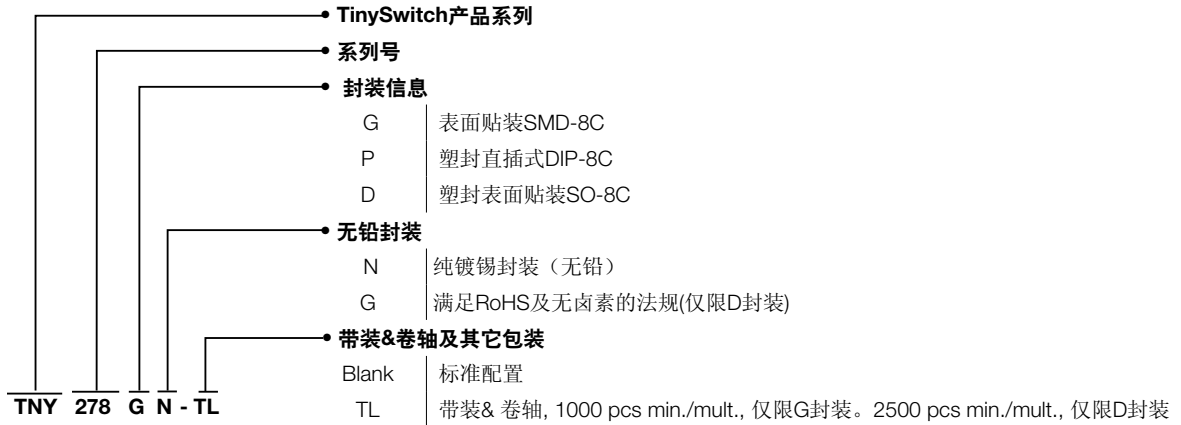 TinySwitch产品系列
系列号
封装信息
G 表面贴装SMD-8C
P 塑封直插式DIP-8C
D 塑封表面贴装SO-8C
无铅封装
N 纯镀锡封装（无铅）
G 满足RoHS及无卤素的法规(仅限D封装)
带装&卷轴及其它包装
Blank 标准配置
TL 带装& 卷轴, 1000 pcs min./mult., 仅限G封装。2500 pcs min./mult., 仅限D封装
TNY 278 G N - TL